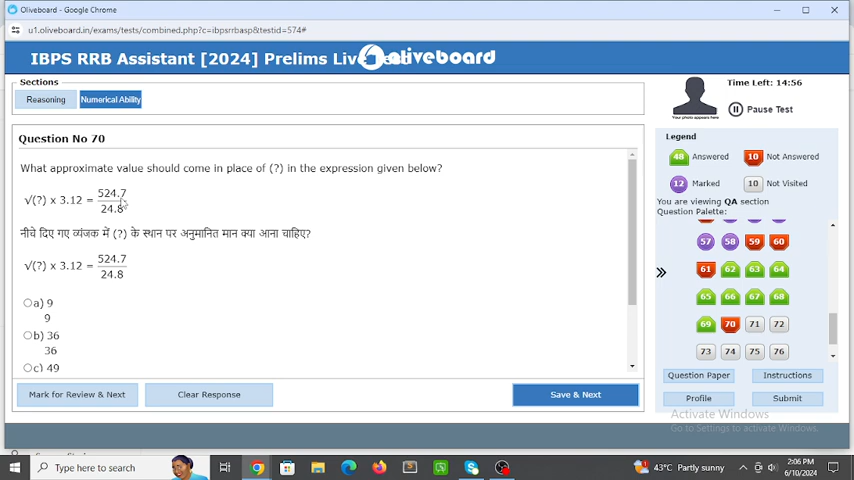 Oliveboard - Google Chrome
u1.oliveboard.in/exams/tests/combined.php?c=ibpsrrbasp&testid=574#
IBPS RRB Assistant [2024] Prelims Live
oliveboard
Sections
Reasoning
Numerical Ability
Time Left : 14:56
Your photo appears here
Pause Test
Question No 70
What approximate value should come in place of (?) in the expression given below?
√(?) x 3.12 = 524.7
24.8
नीचे दिए गए व्यंजक में (?) के स्थान पर अनुमानित मान क्या आना चाहिए?
√(?) x 3.12 = 524.7
24.8
a) 9
9
b) 36
36
c) 49
Mark for Review & Next
Clear Response
Save & Next
Legend
48 Answered
10 Not Answered
12 Marked
10 Not Visited
You are viewing QA section
Question Palette:
57 58 59 60
61 62 63 64
65 66 67 68
69 70 71 72
73 74 75 76
Question Paper
Instructions
Profile
Submit
Activate Windows
Go to Settings to activate Windows.
Type here to search
43°C Partly sunny
2:06 PM
6/10/2024